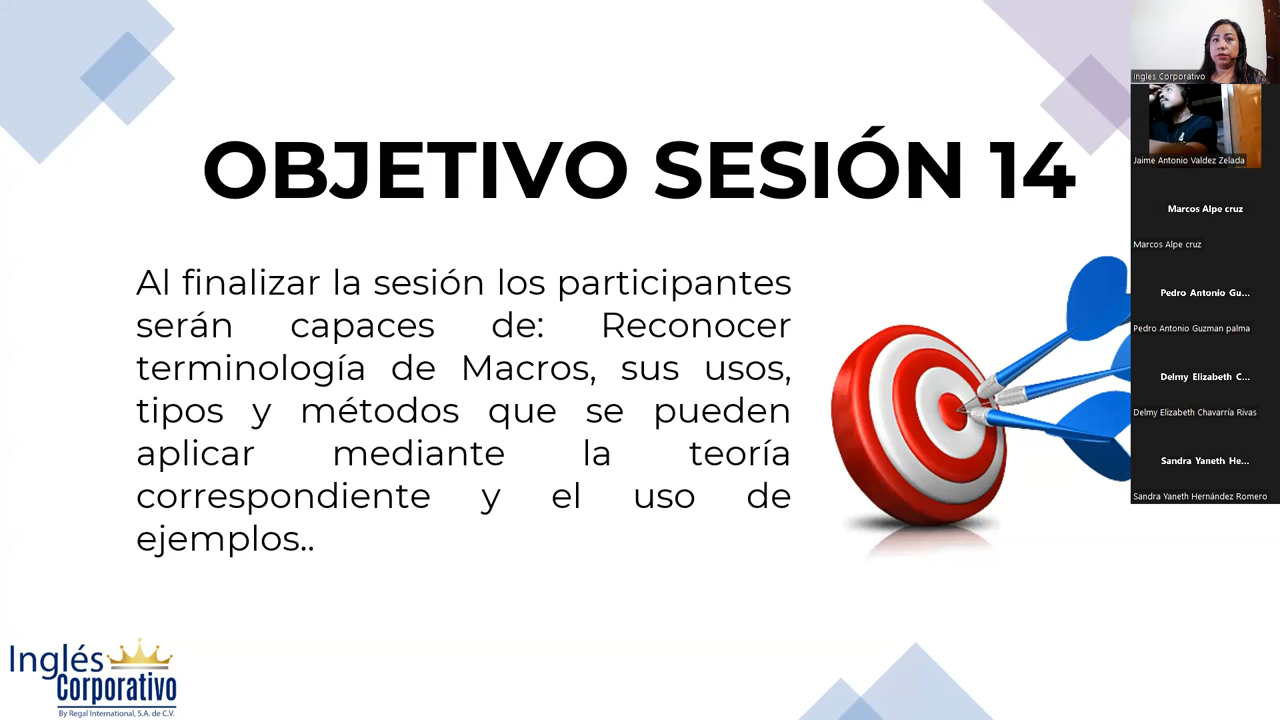 OBJETIVO SESIÓN 14
Al finalizar la sesión los participantes
serán capaces de: Reconocer
terminología de Macros, sus usos,
tipos y métodos que se pueden
aplicar mediante la teoría
correspondiente y el uso de
ejemplos..
Inglés
Corporativo
By Regal International, S.A. de C.V.
Ingles Corporativo
Jaime Antonio Valdez Zelada
Marcos Alpe cruz
Marcos Alpe cruz
Pedro Antonio Gu...
Pedro Antonio Guzman palma
Delmy Elizabeth C...
Delmy Elizabeth Chavarría Rivas
Sandra Yaneth He...
Sandra Yaneth Hernández Romero